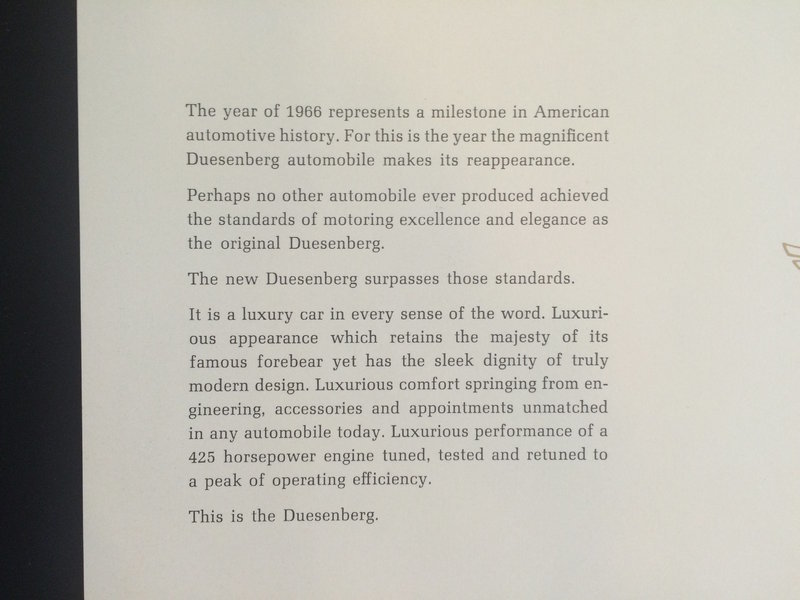 The year of 1966 represents a milestone in American
automotive history. For this is the year the magnificent
Duesenberg automobile makes its reappearance.
Perhaps no other automobile ever produced achieved
the standards of motoring excellence and elegance as
the original Duesenberg.
The new Duesenberg surpasses those standards.
It is a luxury car in every sense of the word. Luxuri-
ous appearance which retains the majesty of its
famous forebear yet has the sleek dignity of truly
modern design. Luxurious comfort springing from en-
gineering, accessories and appointments unmatched
in any automobile today. Luxurious performance of a
425 horsepower engine tuned, tested and retuned to
a peak of operating efficiency.
This is the Duesenberg.